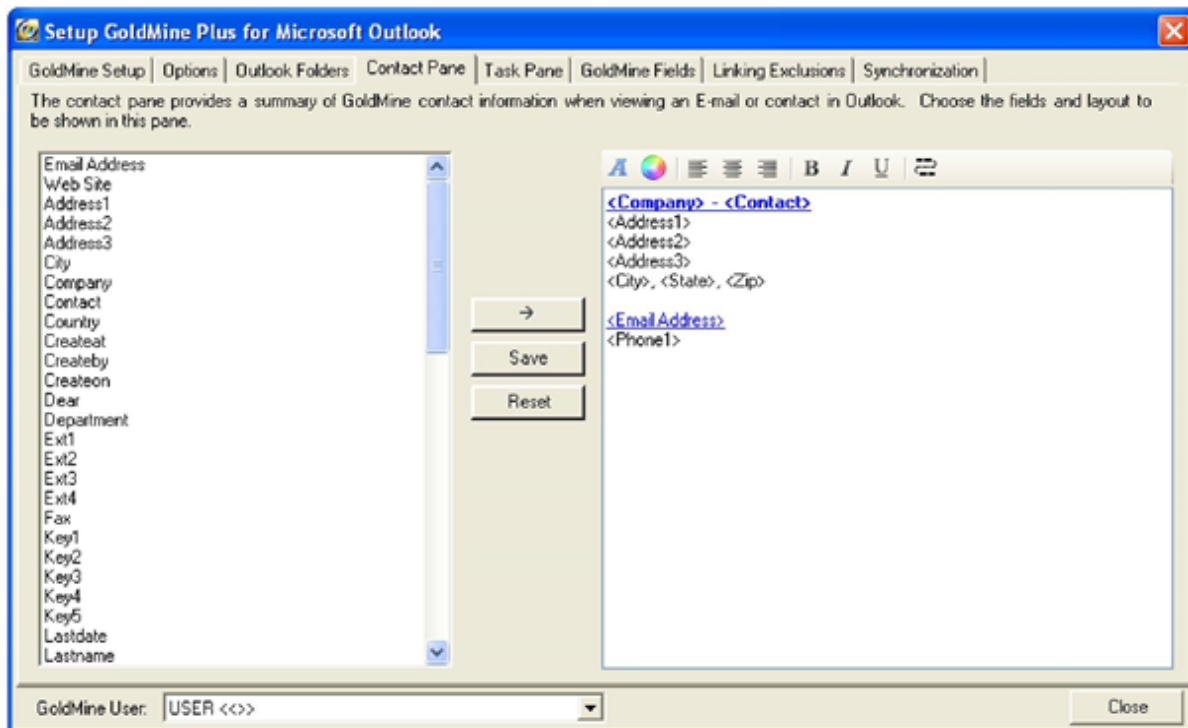 Setup GoldMine Plus for Microsoft Outlook
GoldMine Setup Options Outlook Folders Contact Pane Task Pane GoldMine Fields Linking Exclusions Synchronization
The contact pane provides a summary of GoldMine contact information when viewing an E-mail or contact in Outlook. Choose the fields and layout to
be shown in this pane.
Email Address
Web Site
Address1
Address2
Address3
City
Company
Contact
Country
Createat
Createby
Createon
Dear
Department
Ext1
Ext2
Ext3
Ext4
Fax
Key1
Key2
Key3
Key4
Key5
Lastdate
Lastname
→
Save
Reset
A B I U
<Company> - <Contact>
<Address1>
<Address2>
<Address3>
<City>, <State>, <Zip>
<Email Address>
<Phone1>
GoldMine User: USER <<>>
Close